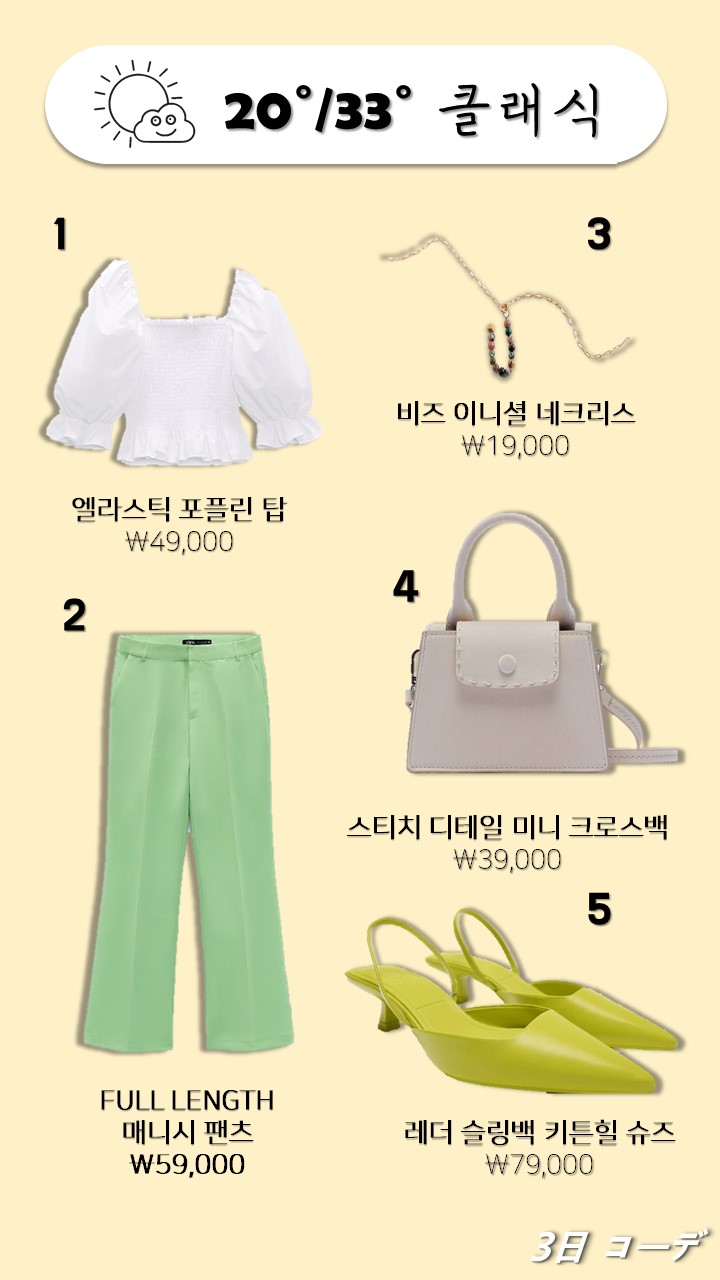 20°/33° 클래식
1
엘라스틱 포플린 탑
₩49,000
2
FULL LENGTH
매니시 팬츠
₩59,000
3
비즈 이니셜 네크리스
₩19,000
4
스티치 디테일 미니 크로스백
₩39,000
5
레더 슬링백 키튼힐 슈즈
₩79,000
3日 コーデ